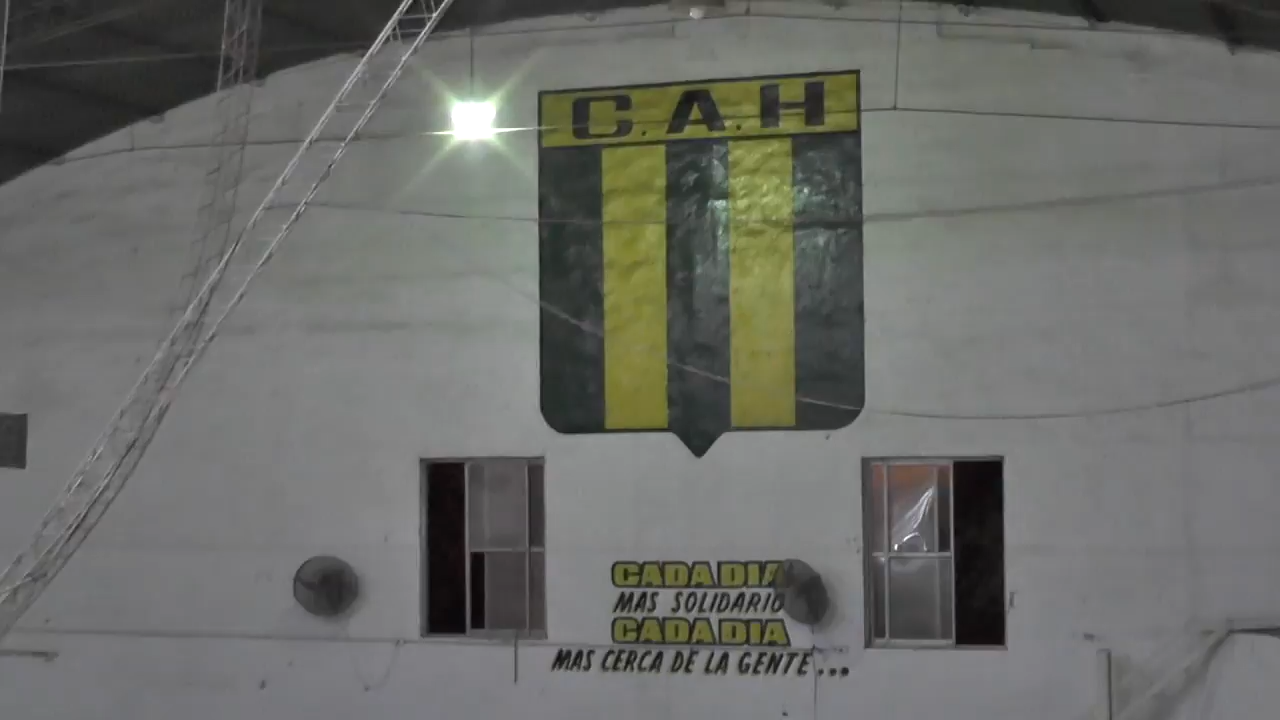 C.A.H
CADA DIA
MAS SOLIDARIO
CADA DIA
MAS CERCA DE LA GENTE...